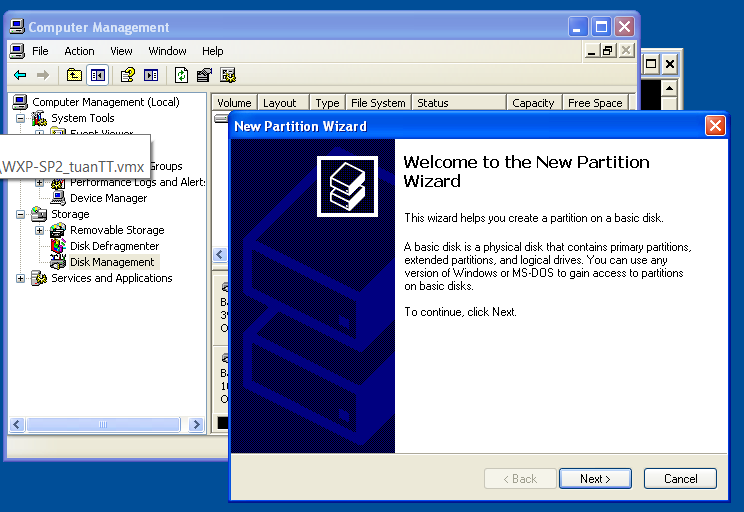 Computer Management
File Action View Window Help
Computer Management (Local)
System Tools
Event Viewer
\WXP-SP2_tuanTT.vmx
Groups
Performance Logs and Alerts
Device Manager
Storage
Removable Storage
Disk Defragmenter
Disk Management
Services and Applications
Volume Layout Type File System Status Capacity Free Space
Ba
39
O
Ba
10
O
New Partition Wizard
Welcome to the New Partition
Wizard
This wizard helps you create a partition on a basic disk.
A basic disk is a physical disk that contains primary partitions,
extended partitions, and logical drives. You can use any
version of Windows or MS-DOS to gain access to partitions
on basic disks.
To continue, click Next.
< Back Next > Cancel